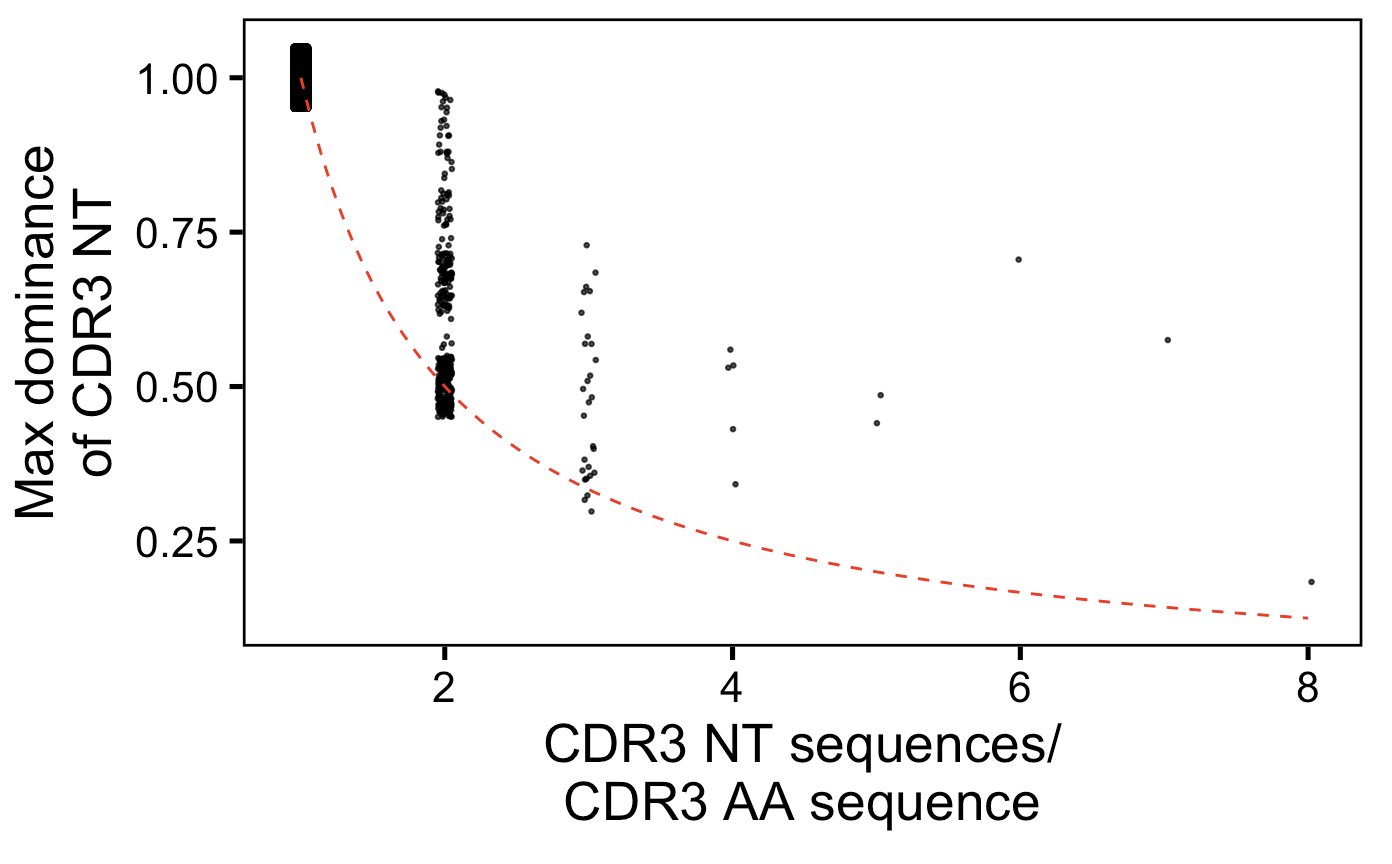 Max dominance
of CDR3 NT
1.00
0.75
0.50
0.25
2
4
6
8
CDR3 NT sequences/
CDR3 AA sequence